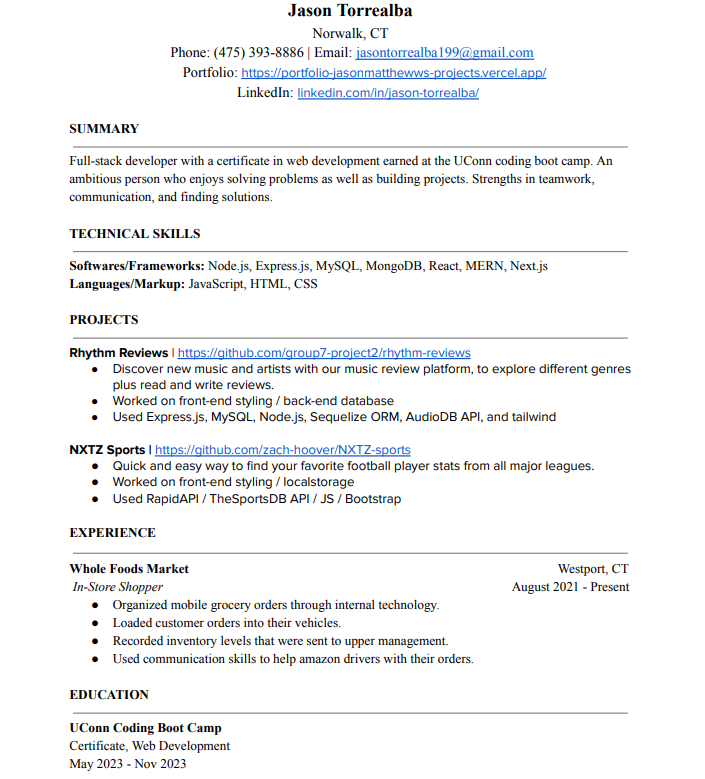 Jason Torrealba
Norwalk, CT
Phone: (475) 393-8886 | Email: jasontorrealba199@gmail.com
Portfolio: https://portfolio-jasonmatthewws-projects.vercel.app/
LinkedIn: linkedin.com/in/jason-torrealba/
SUMMARY
Full-stack developer with a certificate in web development earned at the UConn coding boot camp. An
ambitious person who enjoys solving problems as well as building projects. Strengths in teamwork,
communication, and finding solutions.
TECHNICAL SKILLS
Softwares/Frameworks: Node.js, Express.js, MySQL, MongoDB, React, MERN, Next.js
Languages/Markup: JavaScript, HTML, CSS
PROJECTS
Rhythm Reviews | https://github.com/group7-project2/rhythm-reviews
● Discover new music and artists with our music review platform, to explore different genres
plus read and write reviews.
● Worked on front-end styling / back-end database
● Used Express.js, MySQL, Node.js, Sequelize ORM, AudioDB API, and tailwind
NXTZ Sports | https://github.com/zach-hoover/NXTZ-sports
● Quick and easy way to find your favorite football player stats from all major leagues.
● Worked on front-end styling / localstorage
● Used RapidAPI / TheSportsDB API / JS / Bootstrap
EXPERIENCE
Whole Foods Market Westport, CT
In-Store Shopper August 2021 - Present
● Organized mobile grocery orders through internal technology.
● Loaded customer orders into their vehicles.
● Recorded inventory levels that were sent to upper management.
● Used communication skills to help amazon drivers with their orders.
EDUCATION
UConn Coding Boot Camp
Certificate, Web Development
May 2023 - Nov 2023